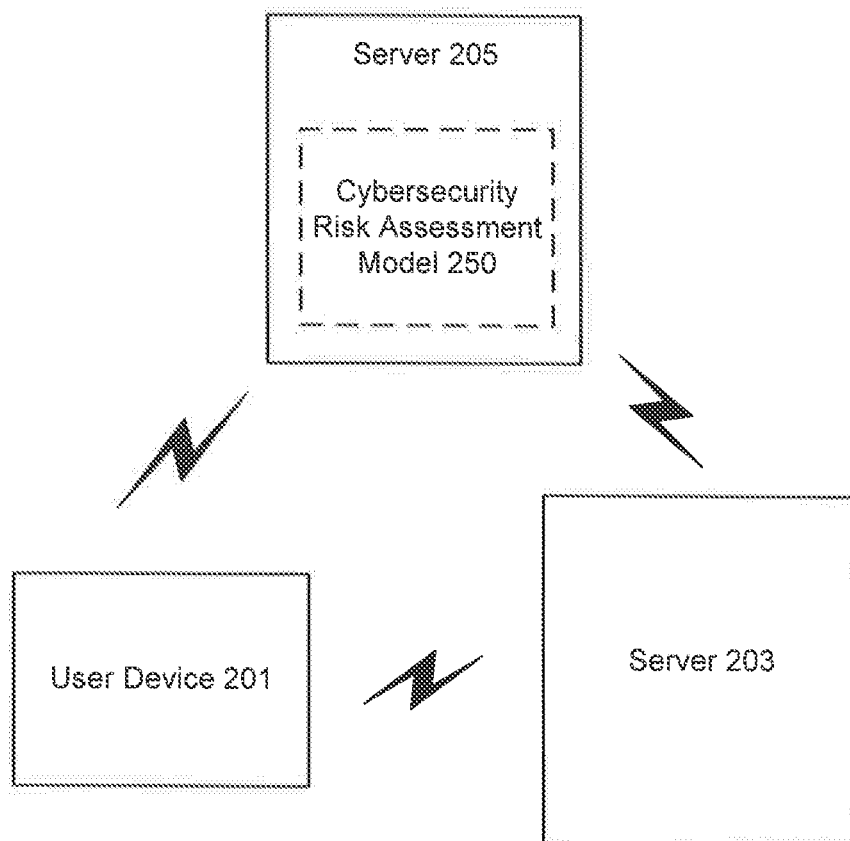 Server 205
Cybersecurity
Risk Assessment
Model 250
User Device 201
Server 203